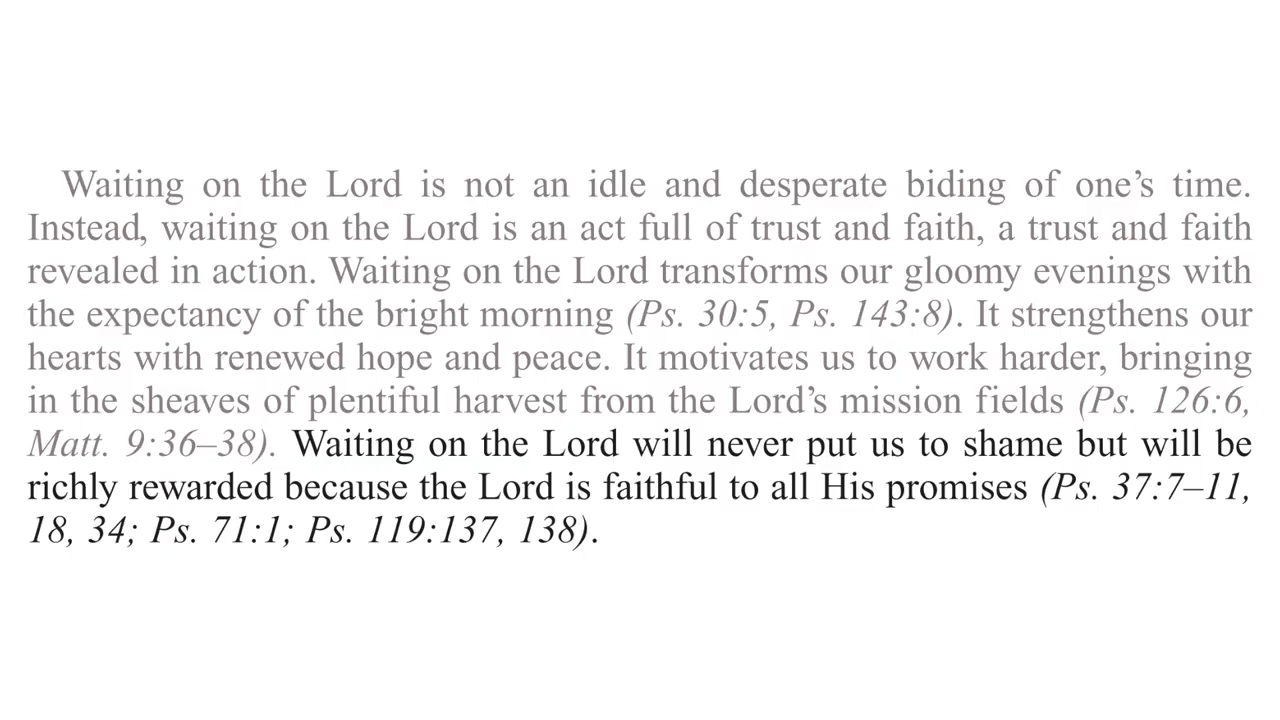 Waiting on the Lord is not an idle and desperate biding of one’s time.
Instead, waiting on the Lord is an act full of trust and faith, a trust and faith
revealed in action. Waiting on the Lord transforms our gloomy evenings with
the expectancy of the bright morning (Ps. 30:5, Ps. 143:8). It strengthens our
hearts with renewed hope and peace. It motivates us to work harder, bringing
in the sheaves of plentiful harvest from the Lord’s mission fields (Ps. 126:6,
Matt. 9:36–38). Waiting on the Lord will never put us to shame but will be
richly rewarded because the Lord is faithful to all His promises (Ps. 37:7–11,
18, 34; Ps. 71:1; Ps. 119:137, 138).